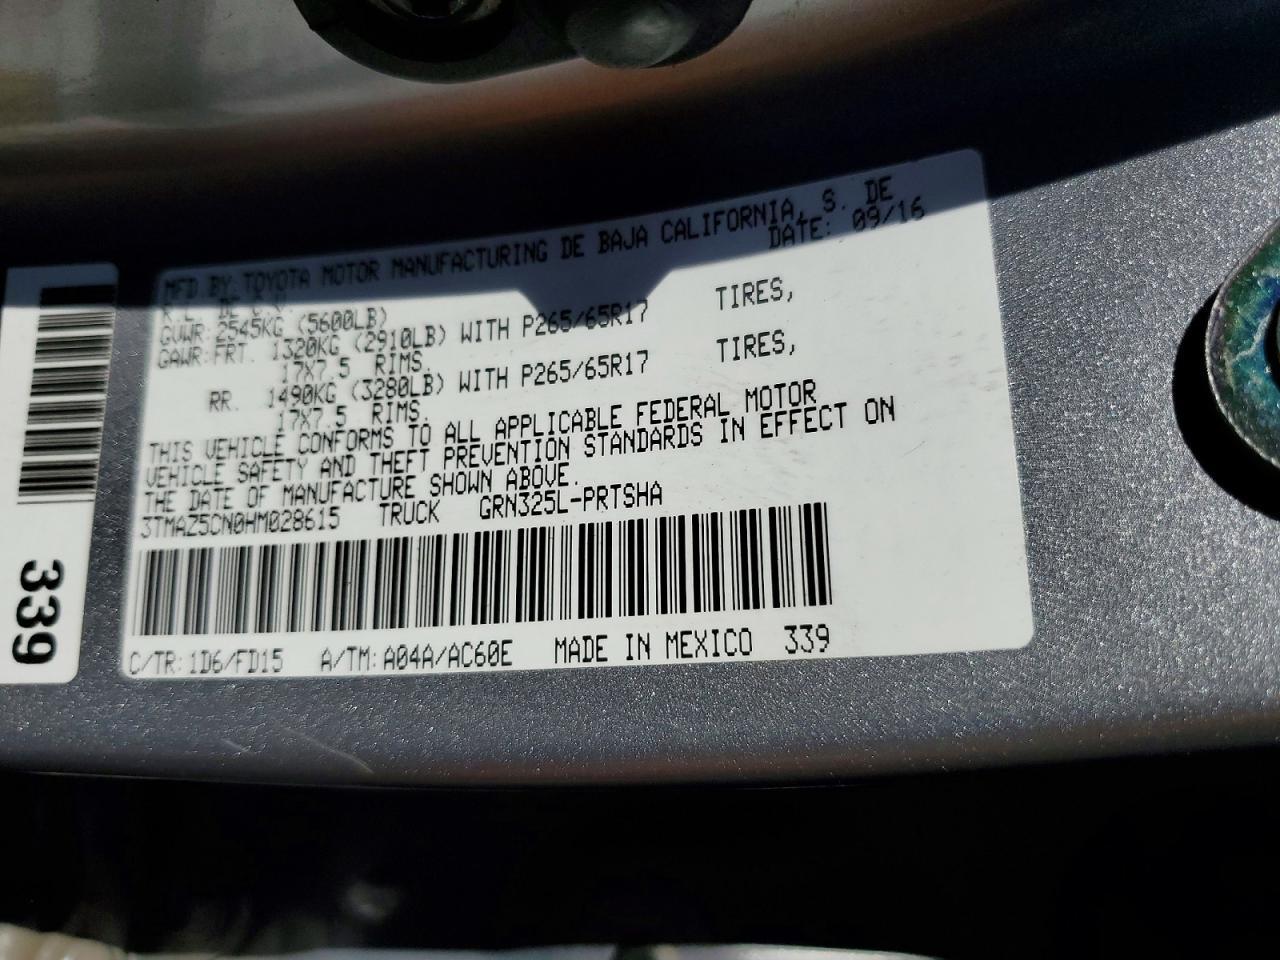 MFD BY: TOYOTA MOTOR MANUFACTURING DE BAJA CALIFORNIA, S. DE
R.L. DE C.V. DATE: 09/16
GVWR: 2545KG (5600LB)
GAWR: FRT. 1320KG (2910LB) WITH P265/65R17 TIRES,
17X7.5 RIMS.
RR. 1490KG (3280LB) WITH P265/65R17 TIRES,
17X7.5 RIMS.
THIS VEHICLE CONFORMS TO ALL APPLICABLE FEDERAL MOTOR
VEHICLE SAFETY AND THEFT PREVENTION STANDARDS IN EFFECT ON
THE DATE OF MANUFACTURE SHOWN ABOVE.
3TMAZ5CN0HM028615 TRUCK GRN325L-PRTSHA
C/TR: 1D6/FD15 A/TM: A04A/AC60E MADE IN MEXICO 339
339